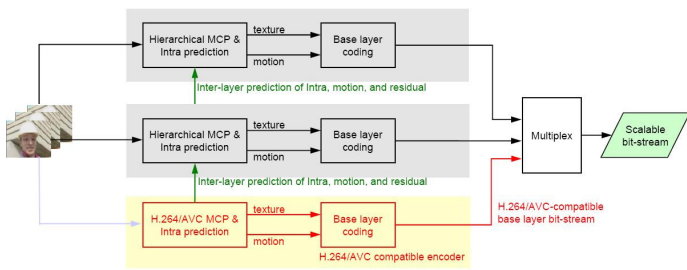 Hierarchical MCP &
Intra prediction
texture
motion
Base layer
coding
Inter-layer prediction of Intra, motion, and residual
Hierarchical MCP &
Intra prediction
texture
motion
Base layer
coding
Multiplex
Scalable
bit-stream
Inter-layer prediction of Intra, motion, and residual
H.264/AVC MCP &
Intra prediction
texture
motion
Base layer
coding
H.264/AVC-compatible
base layer bit-stream
H.264/AVC compatible encoder